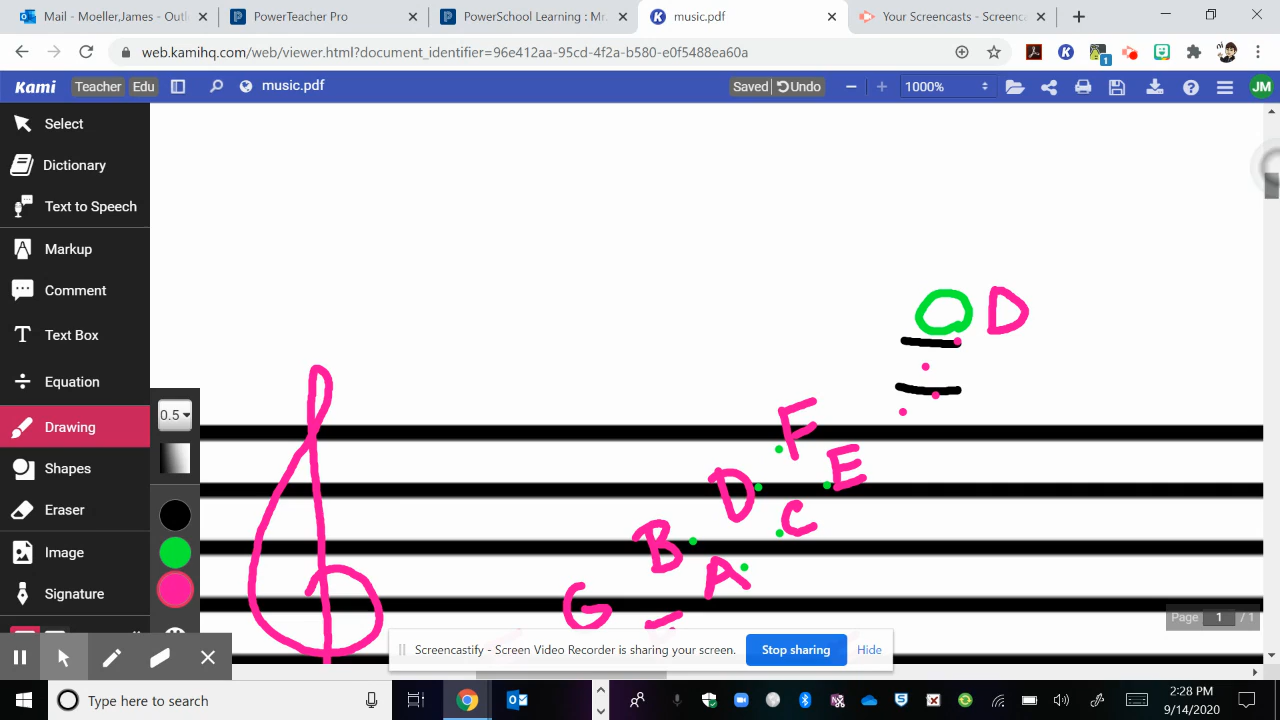 Mail - Moeller,James - Outl
PowerTeacher Pro
PowerSchool Learning : Mr.
music.pdf
Your Screencasts - Screenca
web.kamihq.com/web/viewer.html?document_identifier=96e412aa-95cd-4f2a-b580-e0f5488ea60a
Kami Teacher Edu music.pdf Saved Undo 1000% JM
Select
Dictionary
Text to Speech
Markup
Comment
Text Box
Equation
Drawing
Shapes
Eraser
Image
Signature
0.5
D
F
E
D
C
B
A
G
Page 1 / 1
Screencastify - Screen Video Recorder is sharing your screen. Stop sharing Hide
Type here to search
2:28 PM
9/14/2020